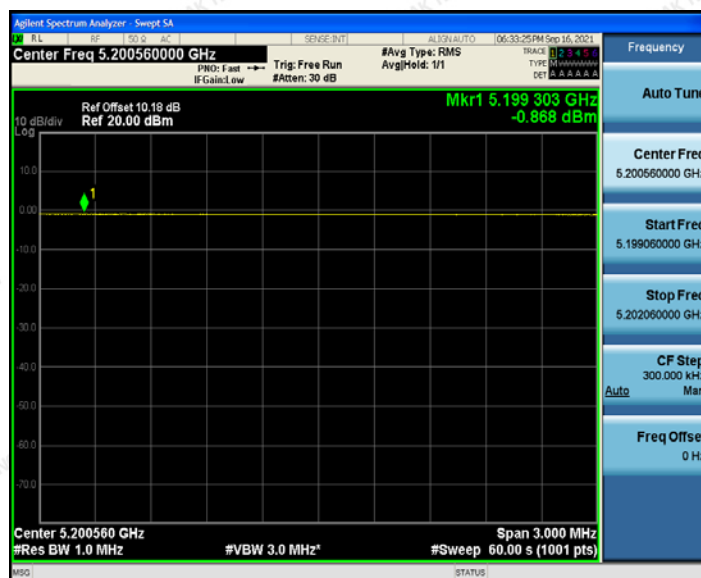 Agilent Spectrum Analyzer - Swept SA
RL RF 50 Ω AC SENSE:INT ALIGN AUTO 06:33:25 PM Sep 16, 2021
Center Freq 5.200560000 GHz
PNO: Fast
IFGain:Low
Trig: Free Run
#Atten: 30 dB
#Avg Type: RMS
Avg|Hold: 1/1
TRACE 1 2 3 4 5 6
TYPE M WWWWW
DET A A A A A A
Ref Offset 10.18 dB
10 dB/div Ref 20.00 dBm
Log
Mkr1 5.199 303 GHz
-0.868 dBm
10.0
1
0.00
-10.0
-20.0
-30.0
-40.0
-50.0
-60.0
-70.0
Center 5.200560 GHz Span 3.000 MHz
#Res BW 1.0 MHz #VBW 3.0 MHz* #Sweep 60.00 s (1001 pts)
MSG STATUS
Frequency
Auto Tune
Center Freq
5.200560000 GHz
Start Freq
5.199060000 GHz
Stop Freq
5.202060000 GHz
CF Step
300.000 kHz
Auto Man
Freq Offset
0 Hz